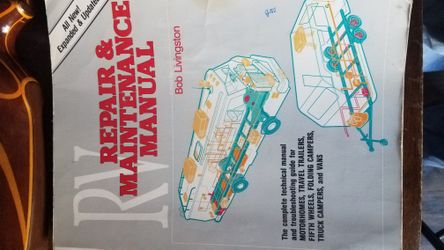 All New!
Expanded & Updated
RV
REPAIR &
MAINTENANCE
MANUAL
Bob Livingston
The complete technical manual
and troubleshooting guide for
MOTORHOMES, TRAVEL TRAILERS,
FIFTH WHEELS, FOLDING CAMPERS,
TRUCK CAMPERS, and VANS